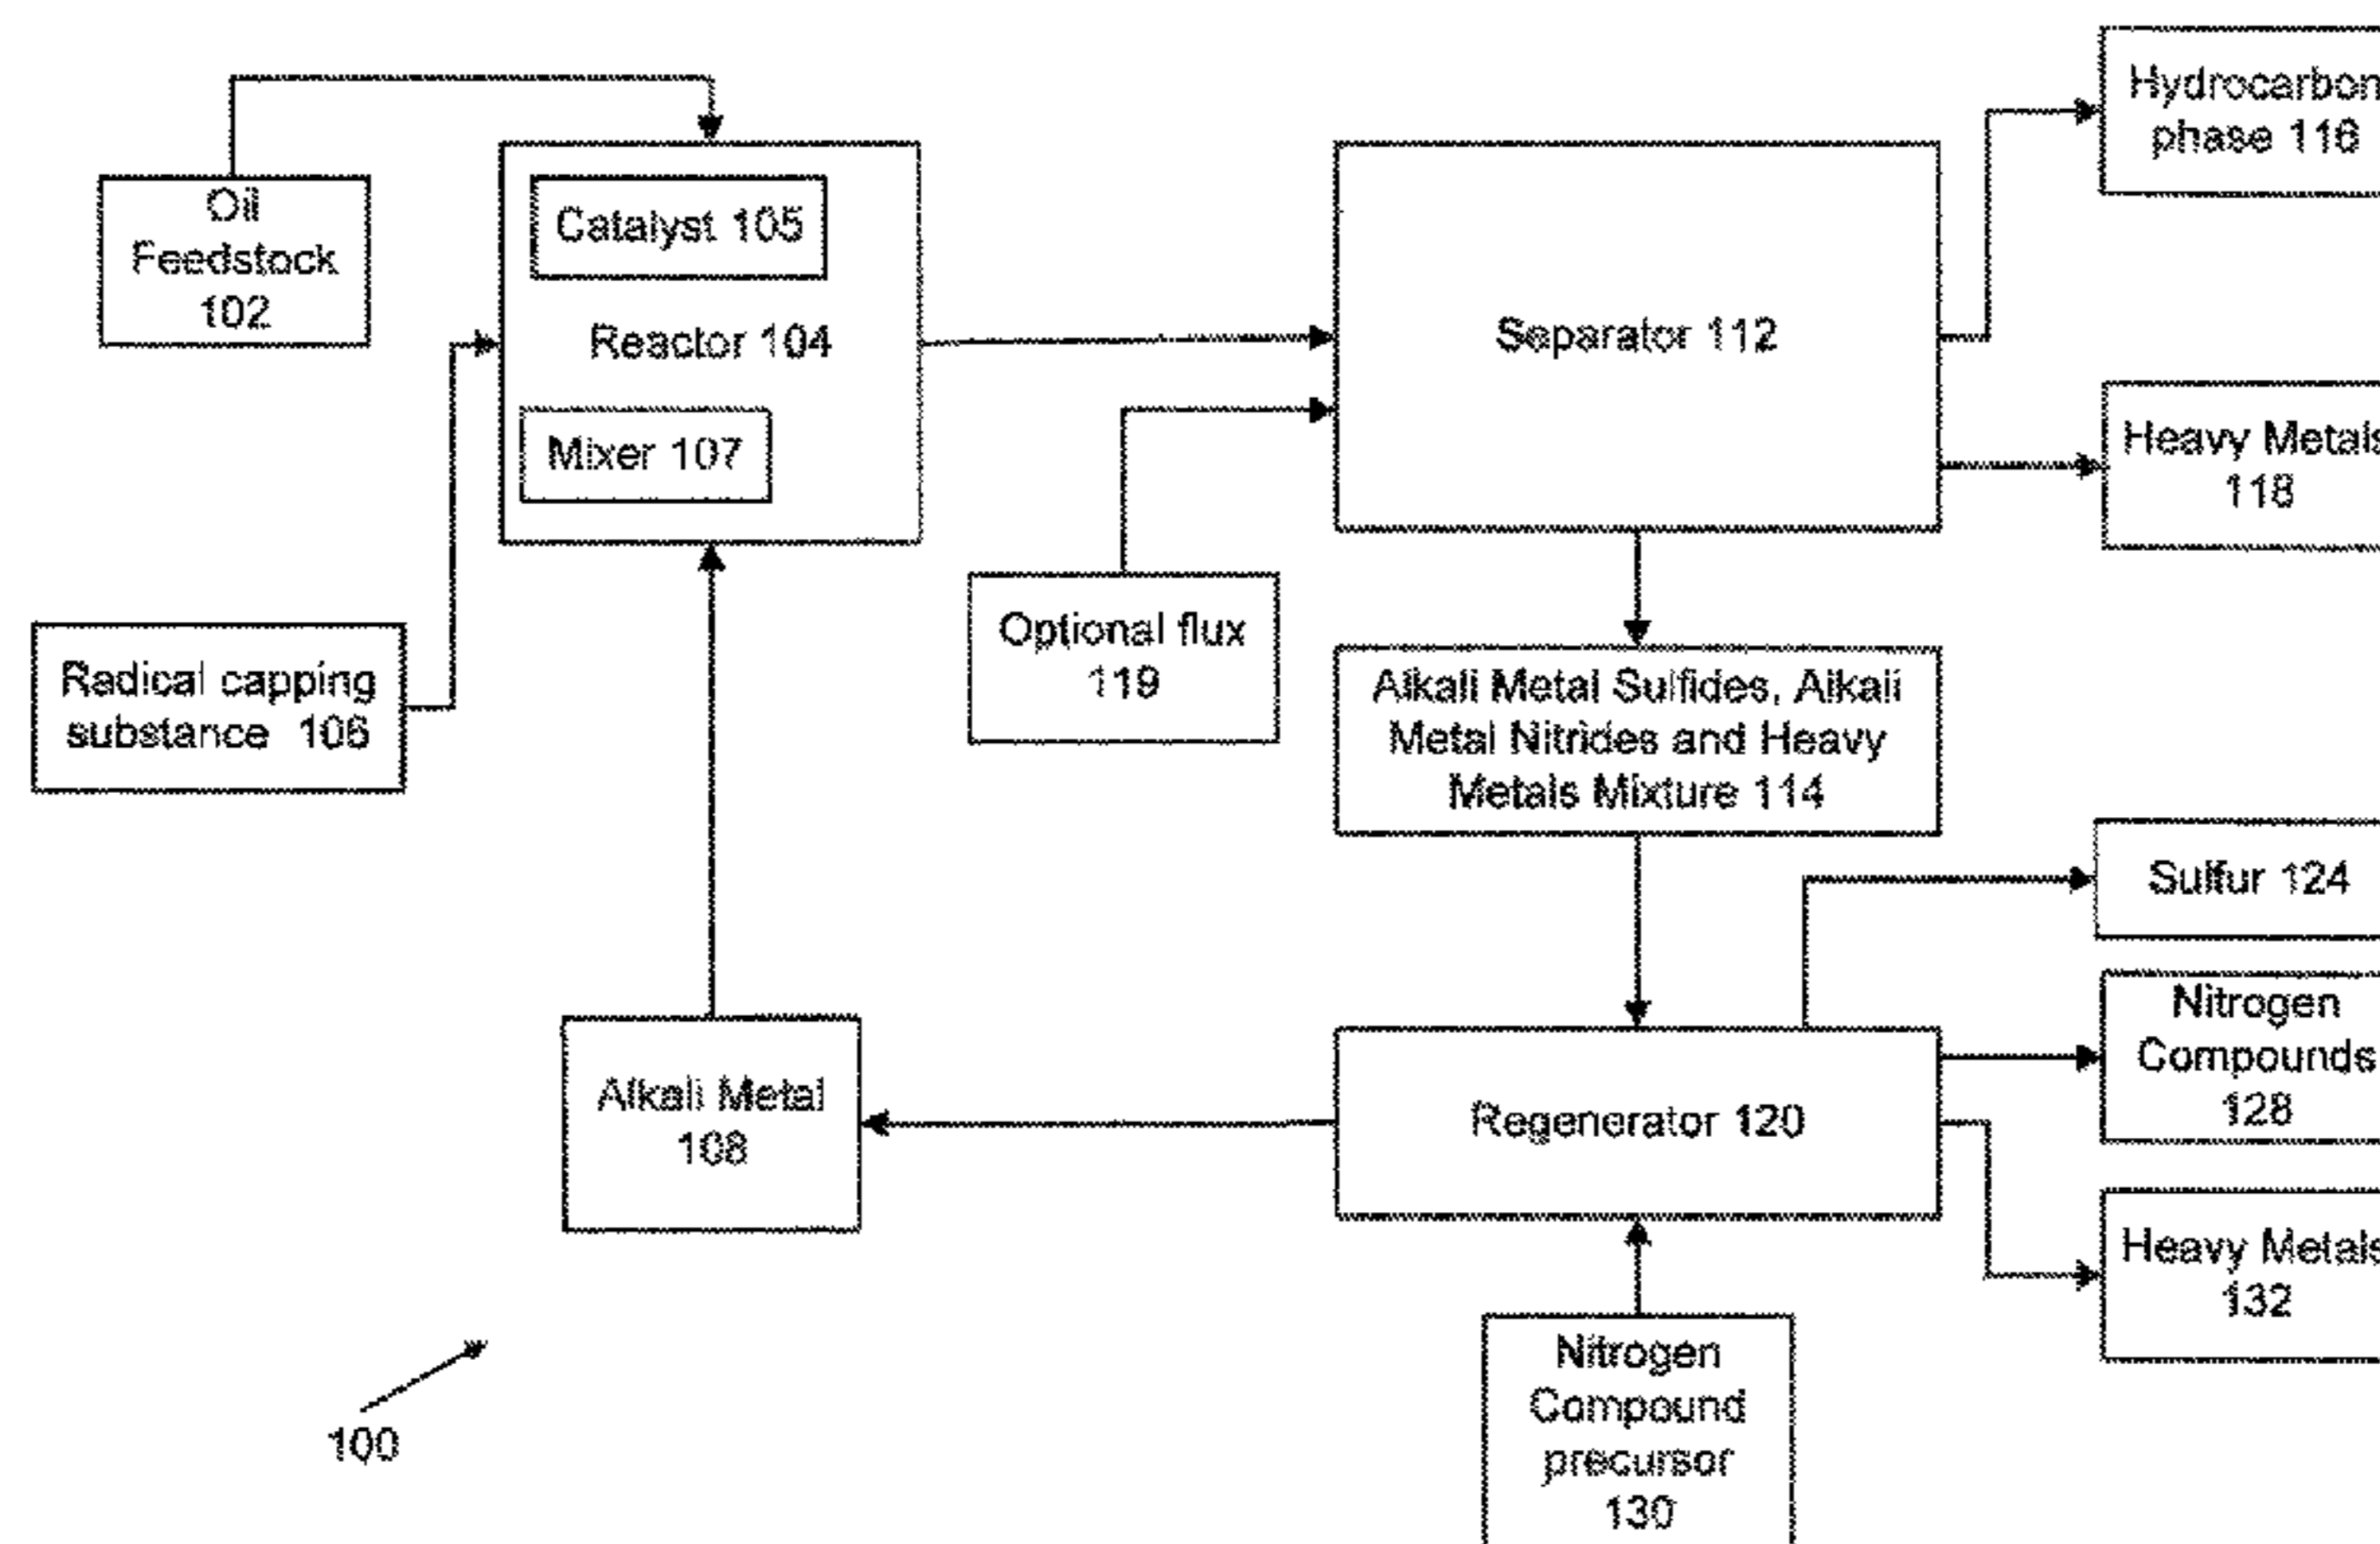 Oil
Feedstock
102
Catalyst 105
Reactor 104
Mixer 107
Radical capping
substance 106
Optional flux
119
Separator 112
Hydrocarbon
phase 116
Heavy Metals
118
Alkali Metal Sulfides, Alkali
Metal Nitrides and Heavy
Metals Mixture 114
Sulfur 124
Nitrogen
Compounds
128
Alkali Metal
108
Regenerator 120
Heavy Metals
132
Nitrogen
Compound
precursor
130
100